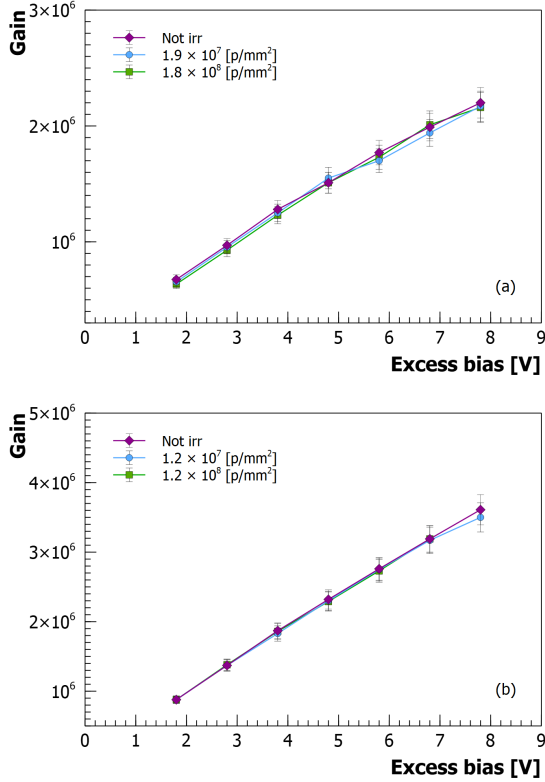 Gain
3×10⁶
2×10⁶
10⁶
Not irr
1.9 × 10⁷ [p/mm²]
1.8 × 10⁸ [p/mm²]
(a)
0 1 2 3 4 5 6 7 8 9
Excess bias [V]
Gain
5×10⁶
4×10⁶
3×10⁶
2×10⁶
10⁶
Not irr
1.2 × 10⁷ [p/mm²]
1.2 × 10⁸ [p/mm²]
(b)
0 1 2 3 4 5 6 7 8 9
Excess bias [V]